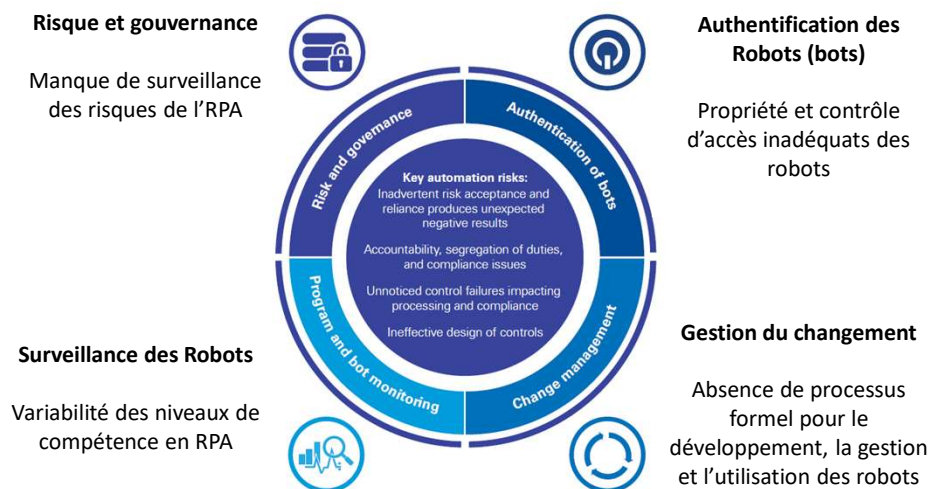 Risque et gouvernance
Manque de surveillance
des risques de l'RPA
Authentification des
Robots (bots)
Propriété et contrôle
d'accès inadéquats des
robots
Risk and governance
Authentication of bots
Key automation risks:
Inadvertent risk acceptance and
reliance produces unexpected
negative results
Accountability, segregation of duties,
and compliance issues
Unnoticed control failures impacting
processing and compliance
Ineffective design of controls
Program and bot monitoring
Change management
Surveillance des Robots
Variabilité des niveaux de
compétence en RPA
Gestion du changement
Absence de processus
formel pour le
développement, la gestion
et l'utilisation des robots